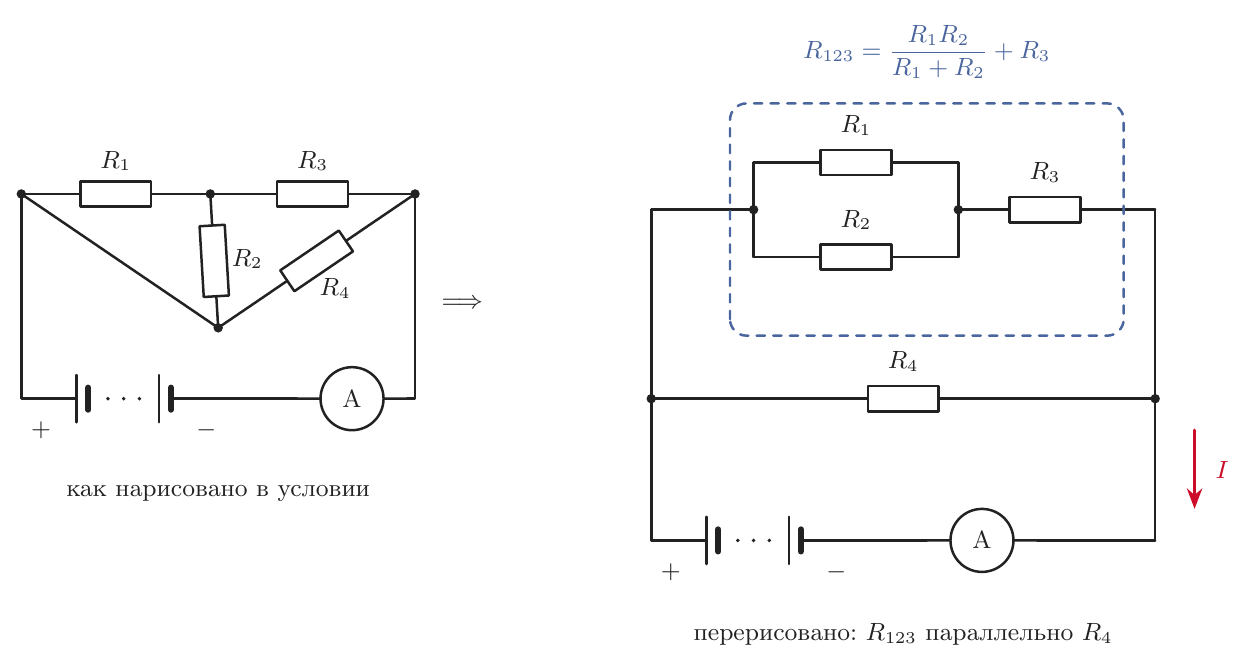 R_{123} = \frac{R_1 R_2}{R_1 + R_2} + R_3
R_1
R_3
R_2
R_4
⟹
A
+
· · ·
−
как нарисовано в условии
R_1
R_2
R_3
R_4
I
A
+
· · ·
−
перерисовано: R_{123} параллельно R_4